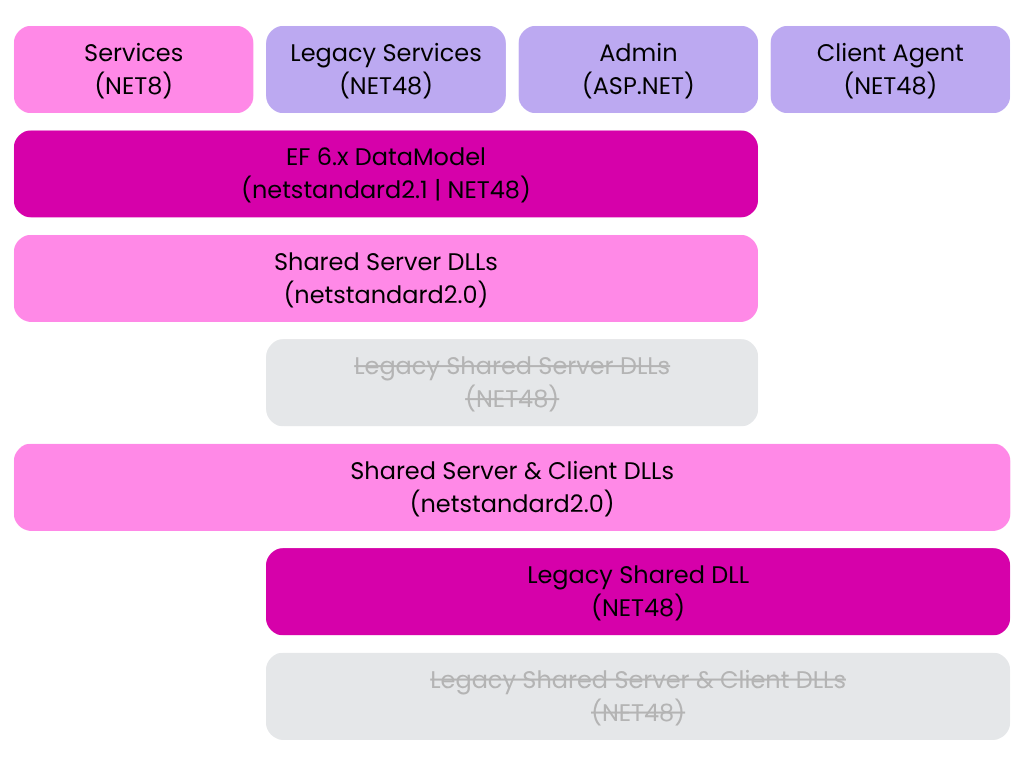 Services
(NET8)
Legacy Services
(NET48)
Admin
(ASP.NET)
Client Agent
(NET48)
EF 6.x DataModel
(netstandard2.1 | NET48)
Shared Server DLLs
(netstandard2.0)
Legacy Shared Server DLLs
(NET48)
Shared Server & Client DLLs
(netstandard2.0)
Legacy Shared DLL
(NET48)
Legacy Shared Server & Client DLLs
(NET48)